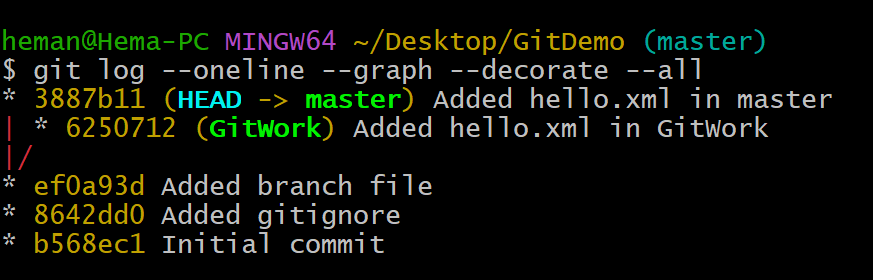 heman@Hema-PC MINGW64 ~/Desktop/GitDemo (master)
$ git log --oneline --graph --decorate --all
* 3887b11 (HEAD -> master) Added hello.xml in master
| * 6250712 (GitWork) Added hello.xml in GitWork
|/
* ef0a93d Added branch file
* 8642dd0 Added gitignore
* b568ec1 Initial commit